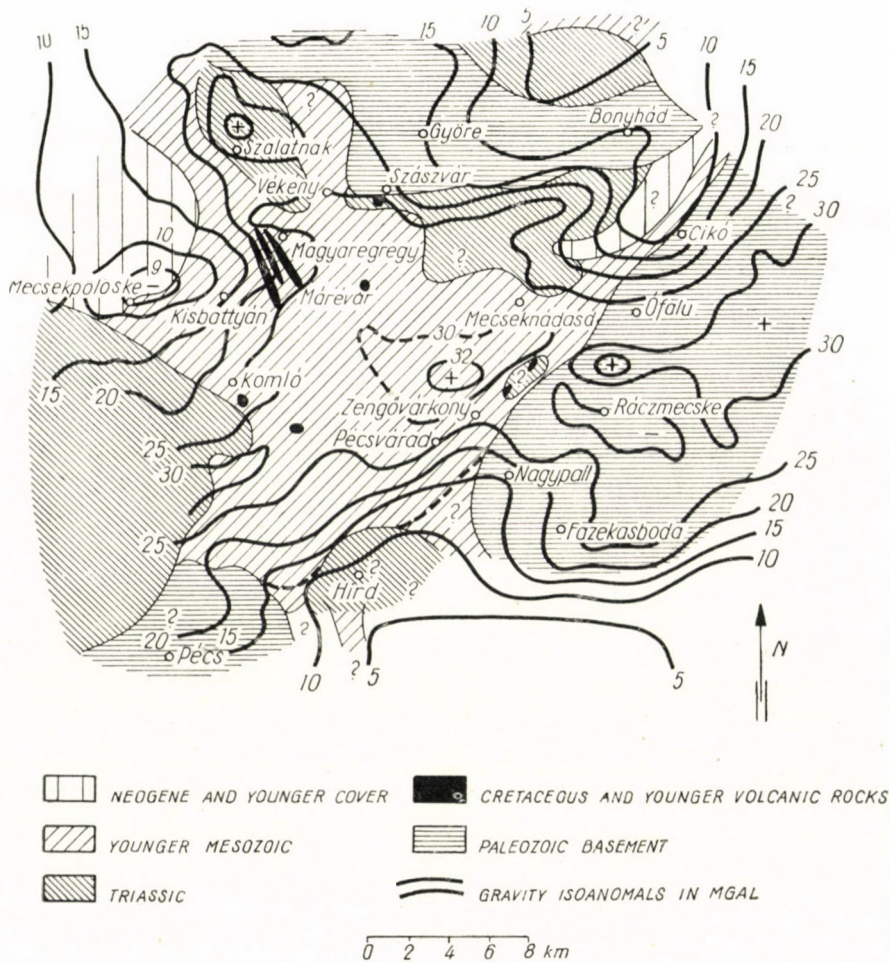 10
15
15
10
5
?
5
10
15
20
25
?
30
Győre
Bonyhád
?
?
+
Szalatnak
Vékény
Szászvár
?
Cikó
Magyaregregy
?
10
9
Mecsekpölöske
Kisbattyán
Márévár
Mecseknádasd
Ófalu
+
30
32
+
?
+
30
15
20
Komló
Zengővárkony
Ráczmecske
Pécsvárad
25
30
Nagypall
25
25
?
Fazekasboda
20
15
10
?
Hird
?
?
20
15
?
Pécs
10
?
5
5
N
NEOGENE AND YOUNGER COVER
CRETACEOUS AND YOUNGER VOLCANIC ROCKS
YOUNGER MESOZOIC
PALEOZOIC BASEMENT
TRIASSIC
GRAVITY ISOANOMALS IN MGAL
0 2 4 6 8 km